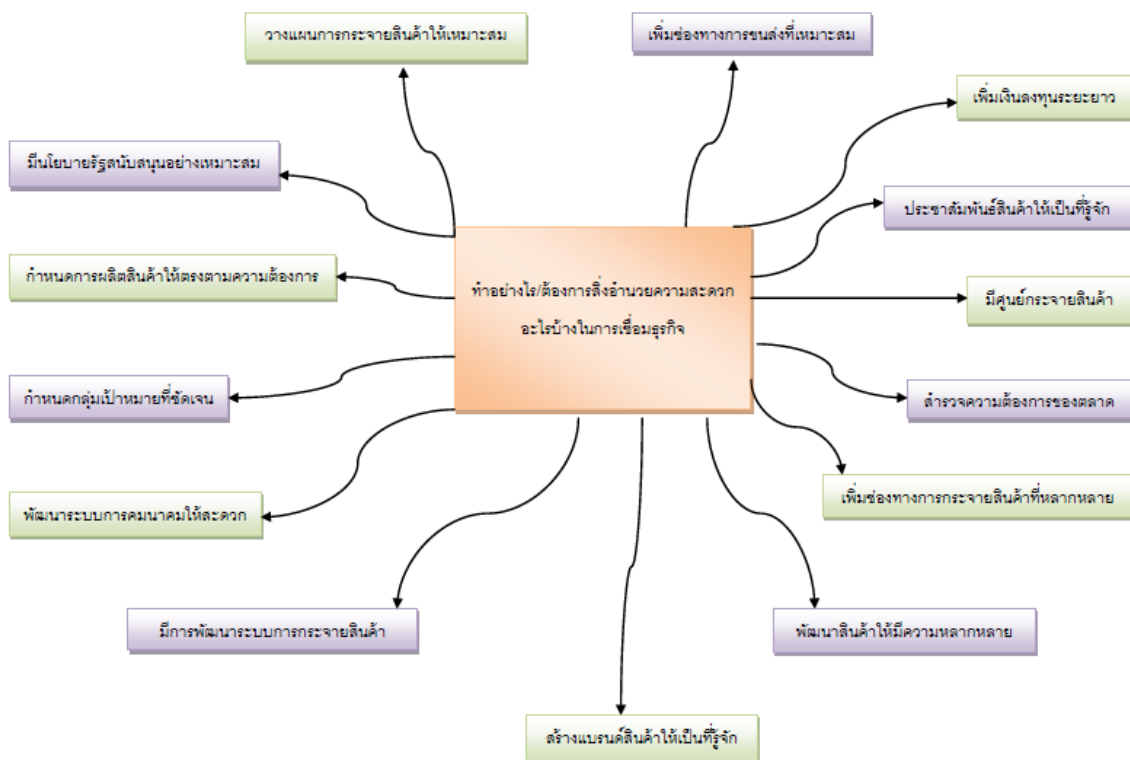 วางแผนการกระจายสินค้าให้เหมาะสม
เพิ่มช่องทางการขนส่งที่เหมาะสม
เพิ่มเงินลงทุนระยะยาว
มีนโยบายรัฐสนับสนุนอย่างเหมาะสม
ประชาสัมพันธ์สินค้าให้เป็นที่รู้จัก
กำหนดการผลิตสินค้าให้ตรงตามความต้องการ
ทำอย่างไร/ต้องการสิ่งอำนวยความสะดวก
อะไรบ้างในการเชื่อมธุรกิจ
มีศูนย์กระจายสินค้า
กำหนดกลุ่มเป้าหมายที่ชัดเจน
สำรวจความต้องการของตลาด
พัฒนาระบบการคมนาคมให้สะดวก
เพิ่มช่องทางการกระจายสินค้าที่หลากหลาย
มีการพัฒนาระบบการกระจายสินค้า
พัฒนาสินค้าให้มีความหลากหลาย
สร้างแบรนด์สินค้าให้เป็นที่รู้จัก